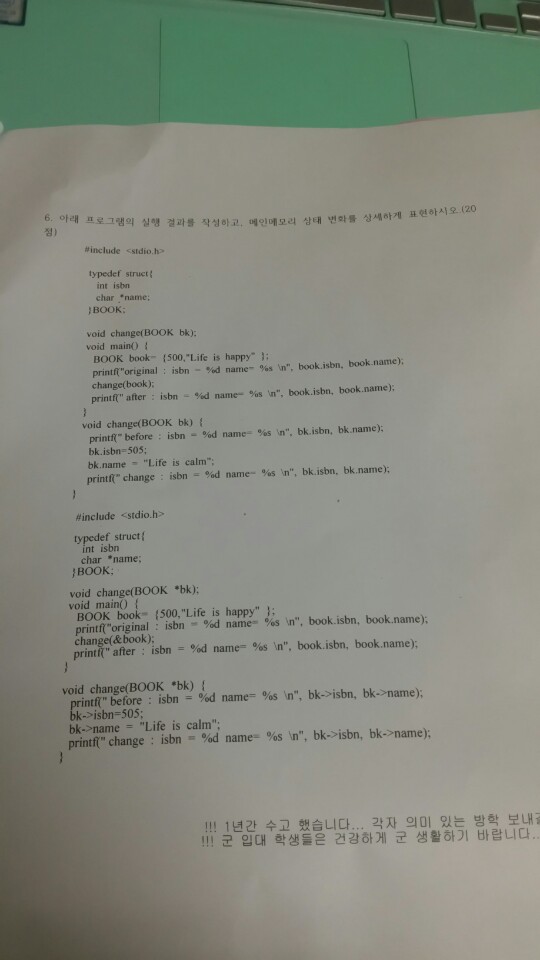 6. 아래 프로그램의 실행 결과를 작성하고, 메인메모리 상태 변화를 상세하게 표현하시오.(20
점)
#include <stdio.h>
typedef struct{
int isbn
char *name;
}BOOK;
void change(BOOK bk);
void main() {
BOOK book= {500,"Life is happy" };
printf("original : isbn = %d name= %s \n", book.isbn, book.name);
change(book);
printf(" after : isbn = %d name= %s \n", book.isbn, book.name);
}
void change(BOOK bk) {
printf(" before : isbn = %d name= %s \n", bk.isbn, bk.name);
bk.isbn=505;
bk.name = "Life is calm";
printf(" change : isbn = %d name= %s \n", bk.isbn, bk.name);
}
#include <stdio.h>
typedef struct{
int isbn
char *name;
}BOOK;
void change(BOOK *bk);
void main() {
BOOK book= {500,"Life is happy" };
printf("original : isbn = %d name= %s \n", book.isbn, book.name);
change(&book);
printf(" after : isbn = %d name= %s \n", book.isbn, book.name);
}
void change(BOOK *bk) {
printf(" before : isbn = %d name= %s \n", bk->isbn, bk->name);
bk->isbn=505;
bk->name = "Life is calm";
printf(" change : isbn = %d name= %s \n", bk->isbn, bk->name);
}
!!! 1년간 수고 했습니다... 각자 의미 있는 방학
!!! 군 입대 학생들은 건강하게 군 생활하기 바랍니다..